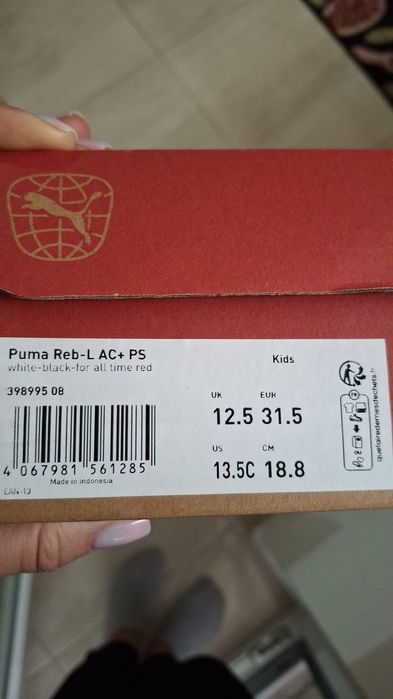 Puma Reb-L AC+ PS
white-black-for all time red
Kids
398995 08
UK EUR
12.5 31.5
US CM
13.5C 18.8
4 067981 561285
Made in Indonesia
EAN-13
quefairedemesdechets.fr